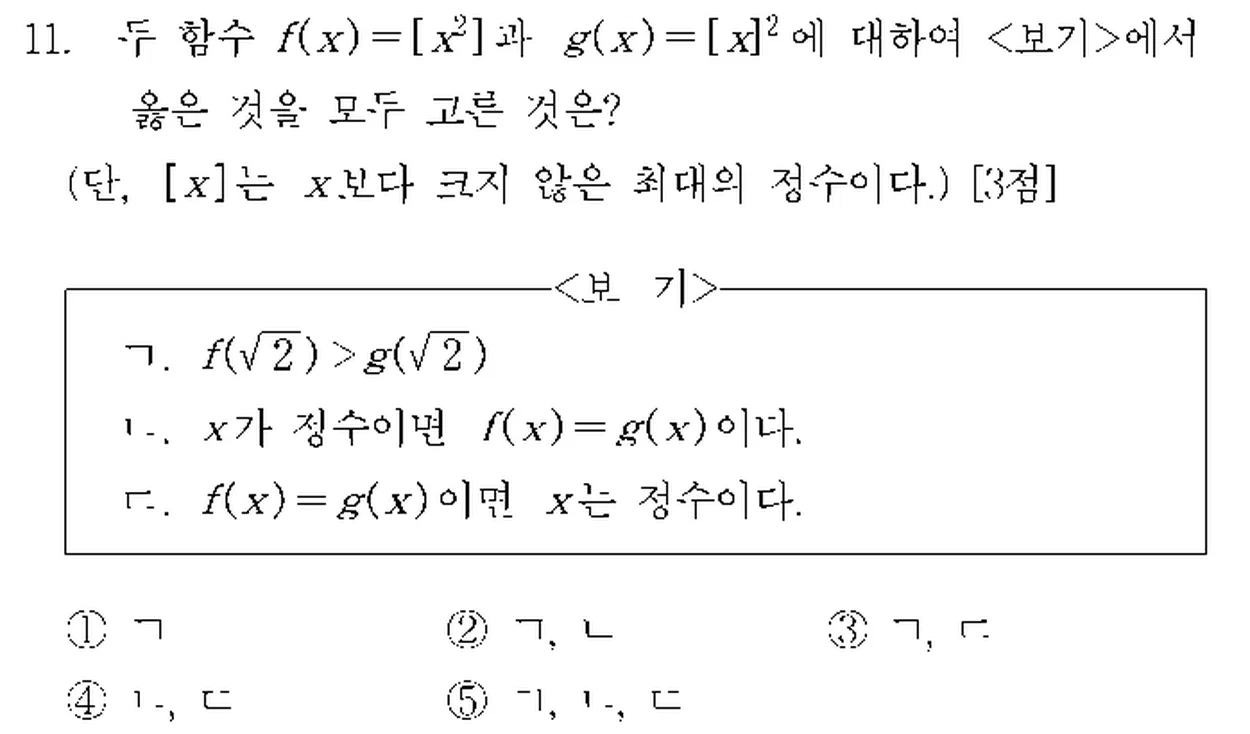 11. 두 함수 f(x)=[x²]과 g(x)=[x]²에 대하여 <보기>에서
옳은 것을 모두 고른 것은?
(단, [x]는 x보다 크지 않은 최대의 정수이다.) [3점]
<보 기>
ㄱ. f(√2)>g(√2)
ㄴ. x가 정수이면 f(x)=g(x)이다.
ㄷ. f(x)=g(x)이면 x는 정수이다.
① ㄱ ② ㄱ, ㄴ ③ ㄱ, ㄷ
④ ㄴ, ㄷ ⑤ ㄱ, ㄴ, ㄷ